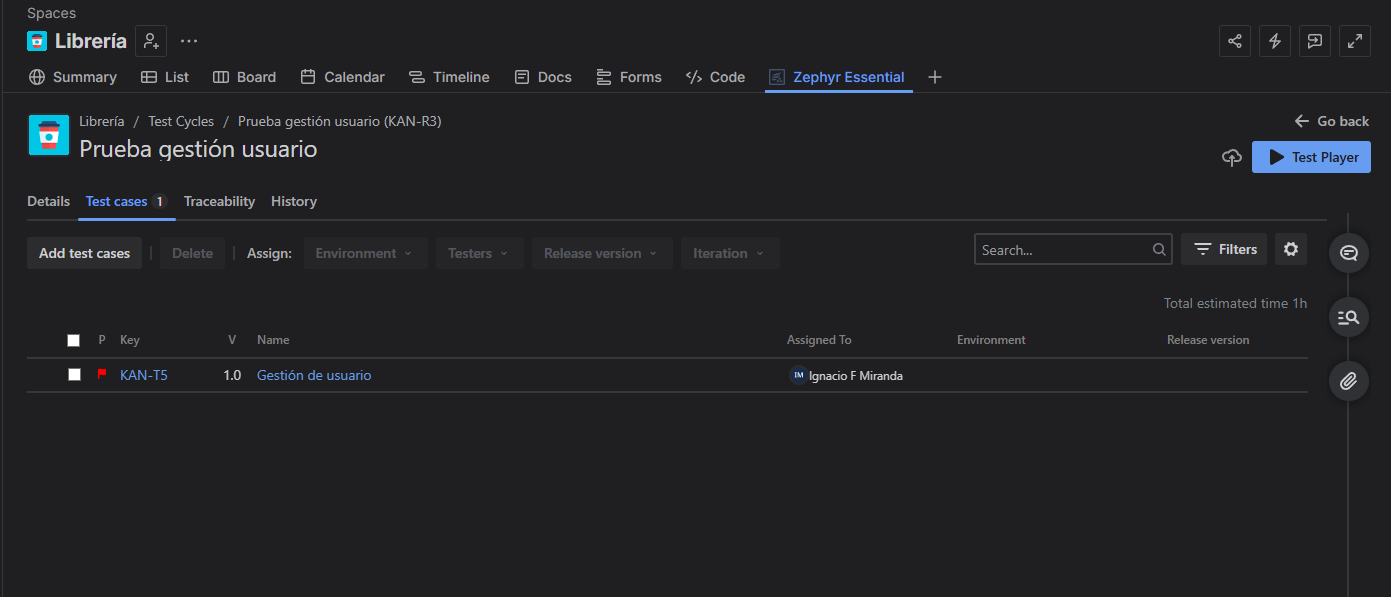 Spaces
Librería
Summary List Board Calendar Timeline Docs Forms Code Zephyr Essential
Librería / Test Cycles / Prueba gestión usuario (KAN-R3)
Go back
Prueba gestión usuario
Test Player
Details Test cases 1 Traceability History
Add test cases Delete Assign: Environment Testers Release version Iteration Search... Filters
Total estimated time 1h
P Key V Name Assigned To Environment Release version
KAN-T5 1.0 Gestión de usuario IM Ignacio F Miranda